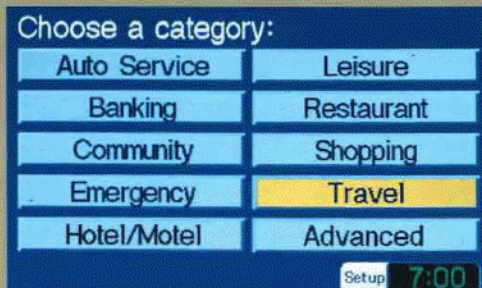 Choose a category:
Auto Service
Leisure
Banking
Restaurant
Community
Shopping
Emergency
Travel
Hotel/Motel
Advanced
Setup
7:00